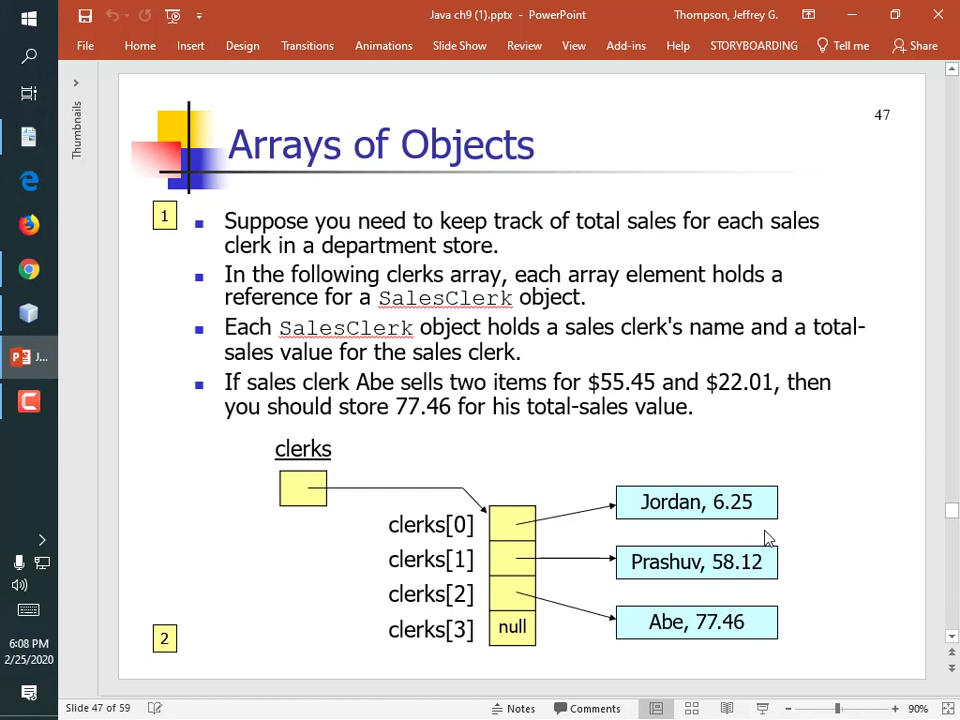 Java ch9 (1).pptx - PowerPoint
Thompson, Jeffrey G.
File Home Insert Design Transitions Animations Slide Show Review View Add-ins Help STORYBOARDING Tell me Share
Thumbnails
47
Arrays of Objects
1
Suppose you need to keep track of total sales for each sales
clerk in a department store.
In the following clerks array, each array element holds a
reference for a SalesClerk object.
Each SalesClerk object holds a sales clerk's name and a total-
sales value for the sales clerk.
If sales clerk Abe sells two items for $55.45 and $22.01, then
you should store 77.46 for his total-sales value.
clerks
clerks[0]
Jordan, 6.25
clerks[1]
Prashuv, 58.12
clerks[2]
Abe, 77.46
clerks[3]
null
2
P
J...
6:08 PM
2/25/2020
Slide 47 of 59
Notes
Comments
90%